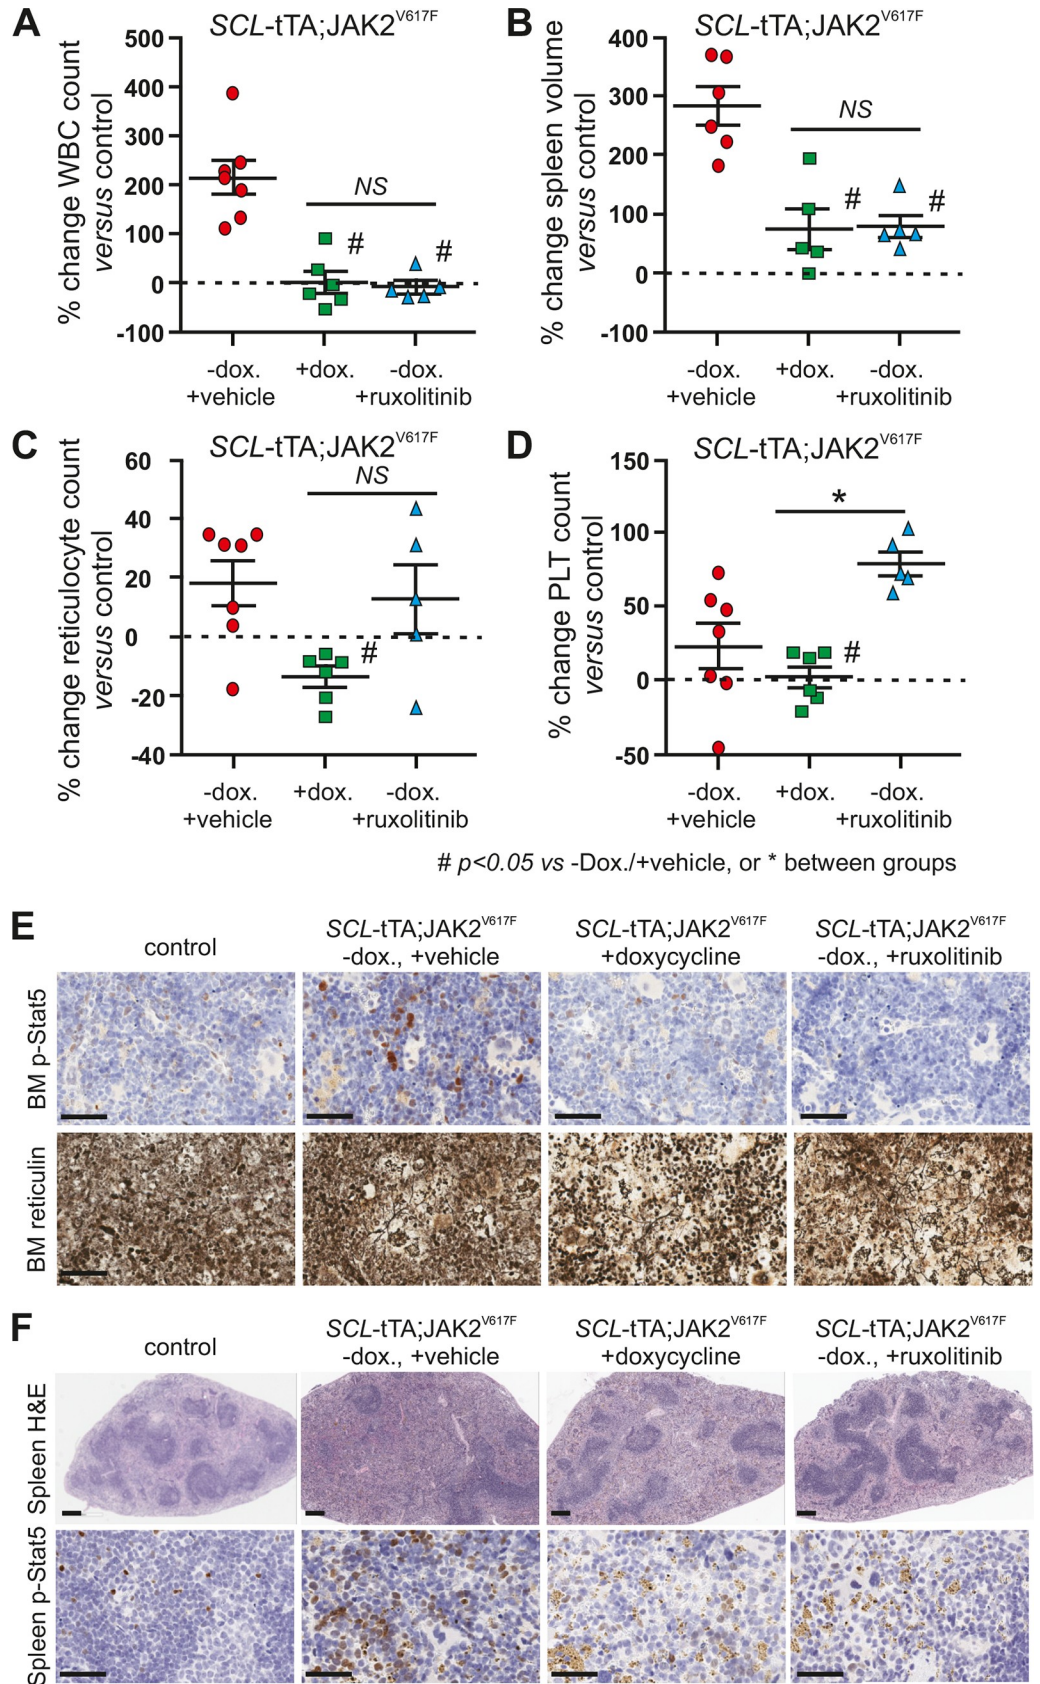 A
SCL-tTA;JAK2V617F
% change WBC count
versus control
500
400
300
200
100
0
-100
NS
#
#
-dox.
+vehicle
+dox.
-dox.
+ruxolitinib
B
SCL-tTA;JAK2V617F
% change spleen volume
versus control
400
300
200
100
0
-100
NS
#
#
-dox.
+vehicle
+dox.
-dox.
+ruxolitinib
C
SCL-tTA;JAK2V617F
% change reticulocyte count
versus control
60
40
20
0
-20
-40
NS
#
-dox.
+vehicle
+dox.
-dox.
+ruxolitinib
D
SCL-tTA;JAK2V617F
% change PLT count
versus control
150
100
50
0
-50
*
#
-dox.
+vehicle
+dox.
-dox.
+ruxolitinib
# p<0.05 vs -Dox./+vehicle, or * between groups
E
control
SCL-tTA;JAK2V617F
-dox., +vehicle
SCL-tTA;JAK2V617F
+doxycycline
SCL-tTA;JAK2V617F
-dox., +ruxolitinib
BM p-Stat5
BM reticulin
F
control
SCL-tTA;JAK2V617F
-dox., +vehicle
SCL-tTA;JAK2V617F
+doxycycline
SCL-tTA;JAK2V617F
-dox., +ruxolitinib
Spleen H&E
Spleen p-Stat5